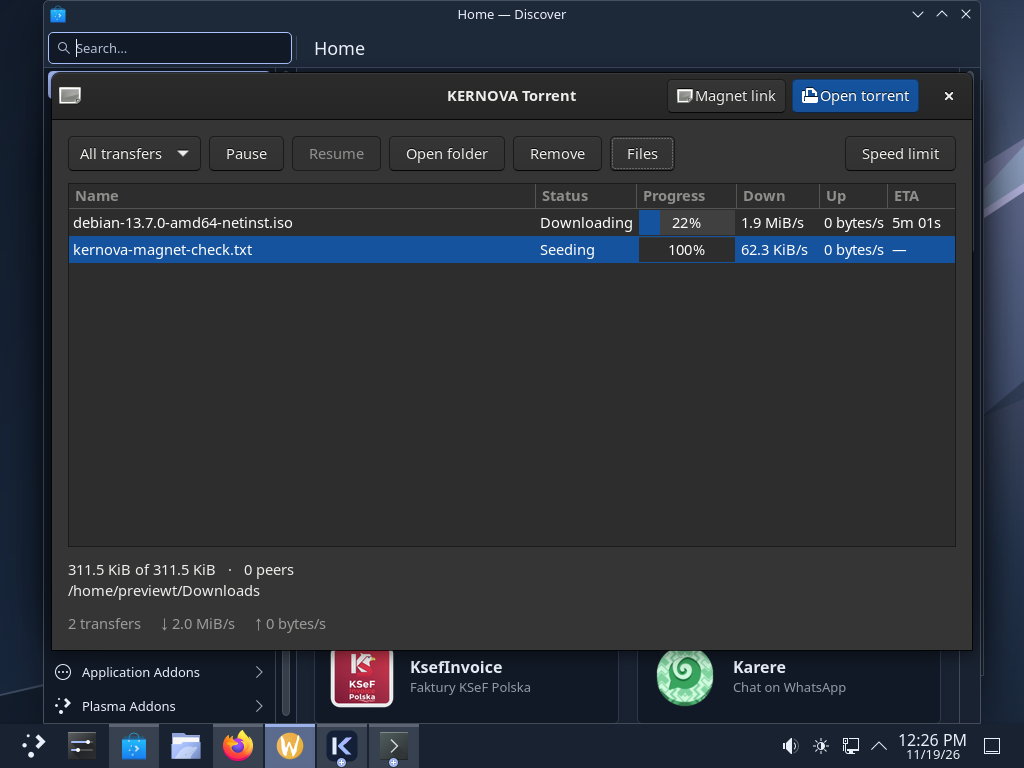 Home — Discover
Search...
Home
KERNOVA Torrent
Magnet link
Open torrent
All transfers
Pause
Resume
Open folder
Remove
Files
Speed limit
Name Status Progress Down Up ETA
debian-13.7.0-amd64-netinst.iso Downloading 22% 1.9 MiB/s 0 bytes/s 5m 01s
kernova-magnet-check.txt Seeding 100% 62.3 KiB/s 0 bytes/s —
311.5 KiB of 311.5 KiB · 0 peers
/home/previewt/Downloads
2 transfers ↓ 2.0 MiB/s ↑ 0 bytes/s
Application Addons
Plasma Addons
KSeF
Invoice
Polska
KsefInvoice
Faktury KSeF Polska
Karere
Chat on WhatsApp
12:26 PM
11/19/26